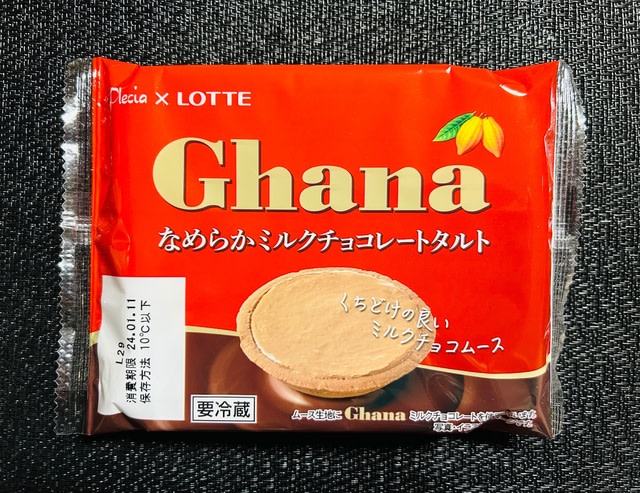 Plecia × LOTTE
Ghana
なめらかミルクチョコレートタルト
くちどけの良い
ミルクチョコムース
L29
消費期限 24.01.11
保存方法 10℃以下
要冷蔵
ムース生地に Ghana ミルクチョコレートを
写真・イ